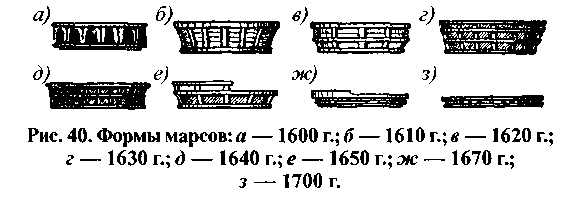 а) б) в) г)
д) е) ж) з)
Рис. 40. Формы марсов: а — 1600 г.; б — 1610 г.; в — 1620 г.;
г — 1630 г.; д — 1640 г.; е — 1650 г.; ж — 1670 г.;
з — 1700 г.